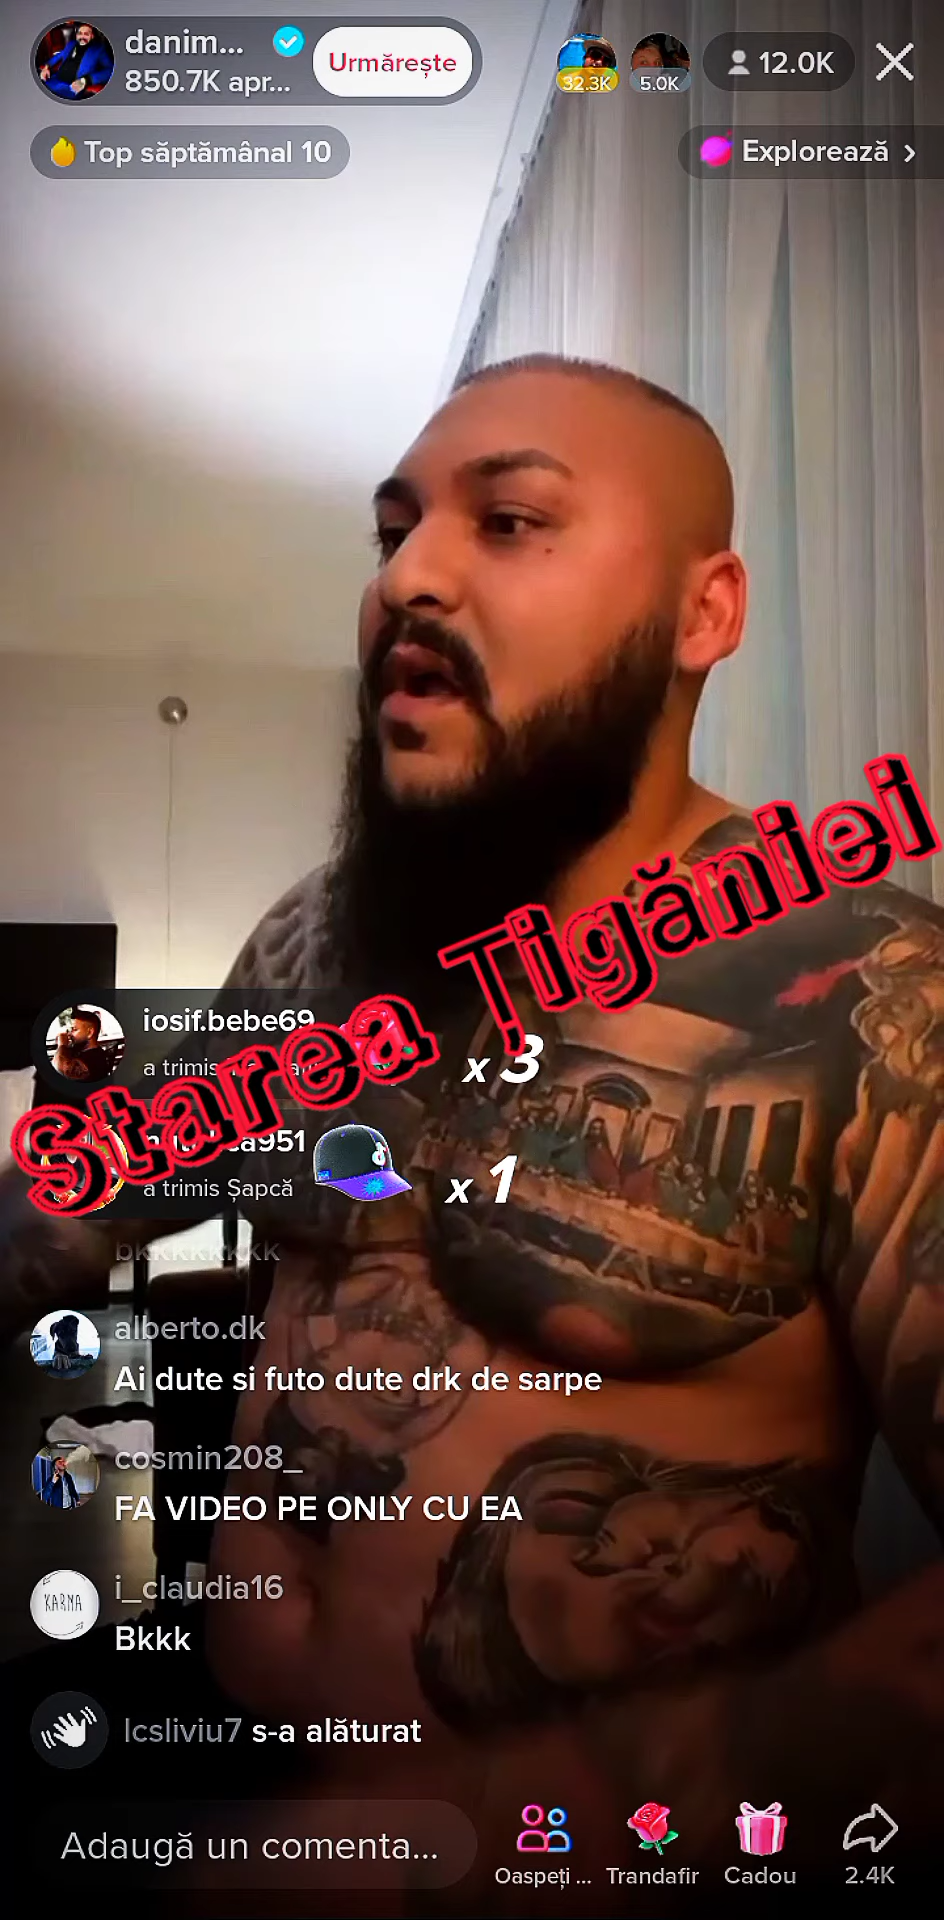 danim...
850.7K apr...
Urmărește
32.3K
5.0K
12.0K
Top săptămânal 10
Explorează
Starea Țigăniei
iosif.bebe69
a trimis
x 3
a951
a trimis Șapcă
x 1
bkkkkkkkk
alberto.dk
Ai dute si futo dute drk de sarpe
cosmin208_
FA VIDEO PE ONLY CU EA
KARMA
i_claudia16
Bkkk
lcsliviu7 s-a alăturat
Adaugă un comenta...
Oaspeți ...
Trandafir
Cadou
2.4K